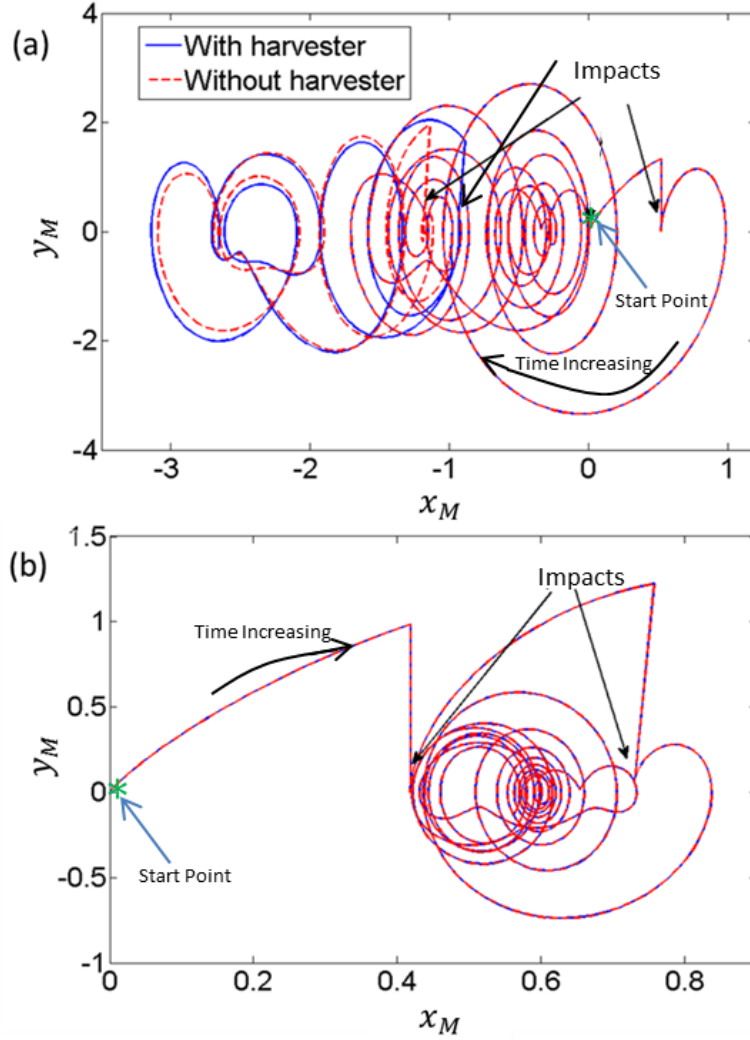 (a)
4
With harvester
Without harvester
Impacts
2
0
y_M
-2
Start Point
Time Increasing
-4
-3
-2
-1
0
1
x_M
(b)
1.5
Impacts
Time Increasing
1
0.5
y_M
0
Start Point
-0.5
-1
0
0.2
0.4
0.6
0.8
x_M